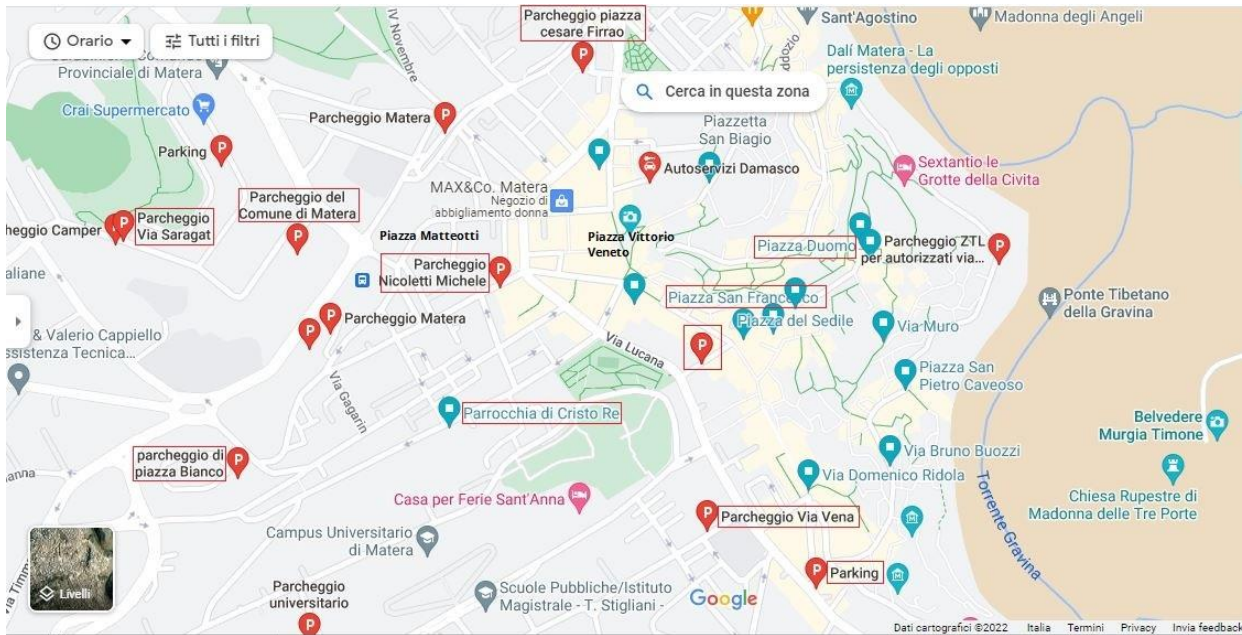 Orario
Tutti i filtri
Provinciale di Matera
Crai Supermercato
Parking
IV Novembre
Parcheggio piazza
cesare Firrao
Sant'Agostino
Madonna degli Angeli
Dalí Matera - La
persistenza degli opposti
Cerca in questa zona
Piazzetta
San Biagio
Parcheggio Matera
Autoservizi Damasco
Sextantio le
Grotte della Civita
MAX&Co. Matera
Negozio di
abbigliamento donna
Parcheggio del
Comune di Matera
heggio Camper
Parcheggio
Via Saragat
Piazza Matteotti
Piazza Vittorio
Veneto
Piazza Duomo
Parcheggio ZTL
per autorizzati via...
Parcheggio
Nicoletti Michele
Piazza San Francesco
Piazza del Sedile
Via Muro
Ponte Tibetano
della Gravina
aliane
& Valerio Cappiello
ssistenza Tecnica...
Parcheggio Matera
Via Lucana
Via Gagarin
Piazza San
Pietro Caveoso
Parrocchia di Cristo Re
Belvedere
Murgia Timone
parcheggio di
piazza Bianco
Via Bruno Buozzi
Via Domenico Ridola
Chiesa Rupestre di
Madonna delle Tre Porte
Torrente Gravina
Casa per Ferie Sant'Anna
Parcheggio Via Vena
Campus Universitario
di Matera
Parking
Livelli
Via Timm
Parcheggio
universitario
Scuole Pubbliche/Istituto
Magistrale - T. Stigliani -
Google
Dati cartografici ©2022 Italia Termini Privacy Invia feedback